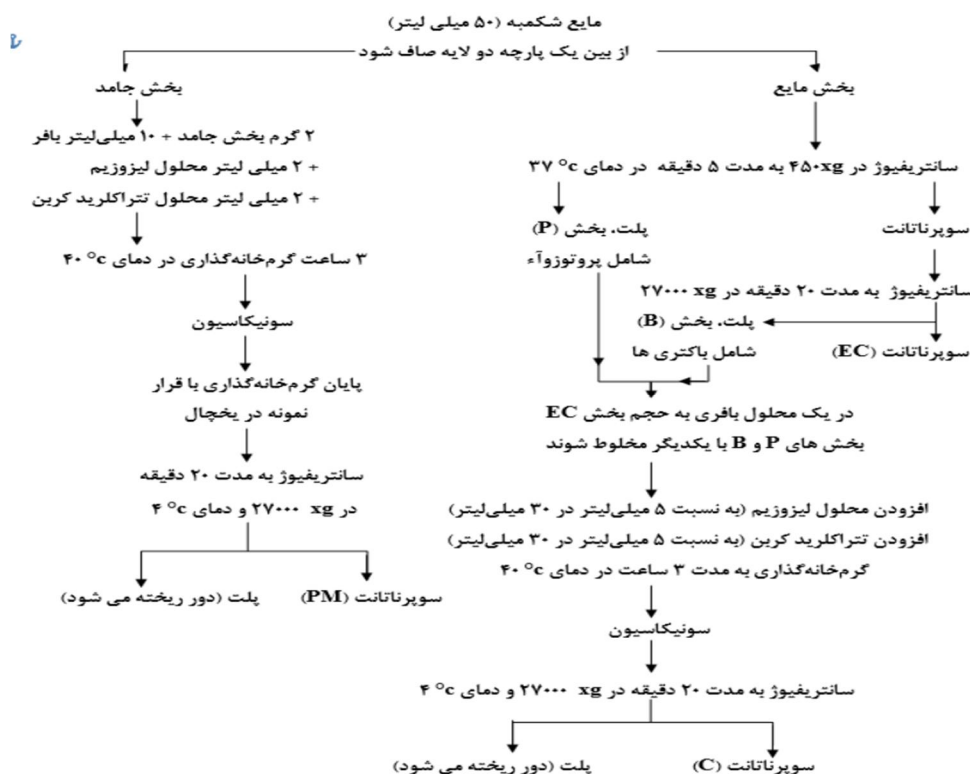 مایع شکمبه (۵۰ میلی لیتر)
از بین یک پارچه دو لایه صاف شود
بخش مایع
سانتریفیوژ در ۴۵۰xg به مدت ۵ دقیقه در دمای ۳۷ °c
سوپرناتانت
پلت. بخش (P)
شامل پروتوزوآء
سانتریفیوژ به مدت ۲۰ دقیقه در ۲۷۰۰۰ xg
پلت. بخش (B)
شامل باکتری ها
سوپرناتانت (EC)
در یک محلول بافری به حجم بخش EC
بخش های P و B با یکدیگر مخلوط شوند
افزودن محلول لیزوزیم (به نسبت ۵ میلی‌لیتر در ۳۰ میلی‌لیتر)
افزودن تتراکلرید کربن (به نسبت ۵ میلی‌لیتر در ۳۰ میلی‌لیتر)
گرم‌خانه‌گذاری به مدت ۳ ساعت در دمای ۴۰ °c
سونیکاسیون
سانتریفیوژ به مدت ۲۰ دقیقه در ۲۷۰۰۰ xg و دمای ۴ °c
سوپرناتانت (C)
پلت (دور ریخته می شود)
بخش جامد
۲ گرم بخش جامد + ۱۰ میلی‌لیتر بافر
+ ۲ میلی لیتر محلول لیزوزیم
+ ۲ میلی لیتر محلول تتراکلرید کربن
۳ ساعت گرم‌خانه‌گذاری در دمای ۴۰ °c
سونیکاسیون
پایان گرم‌خانه‌گذاری با قرار
نمونه در یخچال
سانتریفیوژ به مدت ۲۰ دقیقه
در ۲۷۰۰۰ xg و دمای ۴ °c
سوپرناتانت (PM)
پلت (دور ریخته می شود)